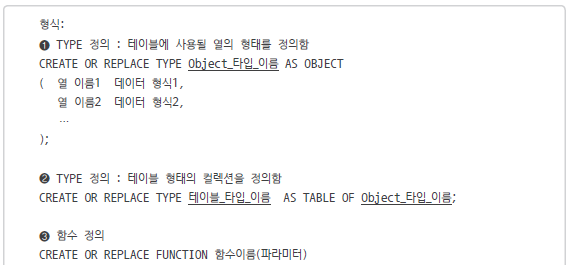 형식:
❶ TYPE 정의 : 테이블에 사용될 열의 형태를 정의함
CREATE OR REPLACE TYPE Object_타입_이름 AS OBJECT
( 열 이름1 데이터 형식1,
열 이름2 데이터 형식2,
…
);
❷ TYPE 정의 : 테이블 형태의 컬렉션을 정의함
CREATE OR REPLACE TYPE 테이블_타입_이름 AS TABLE OF Object_타입_이름;
❸ 함수 정의
CREATE OR REPLACE FUNCTION 함수이름(파라미터)